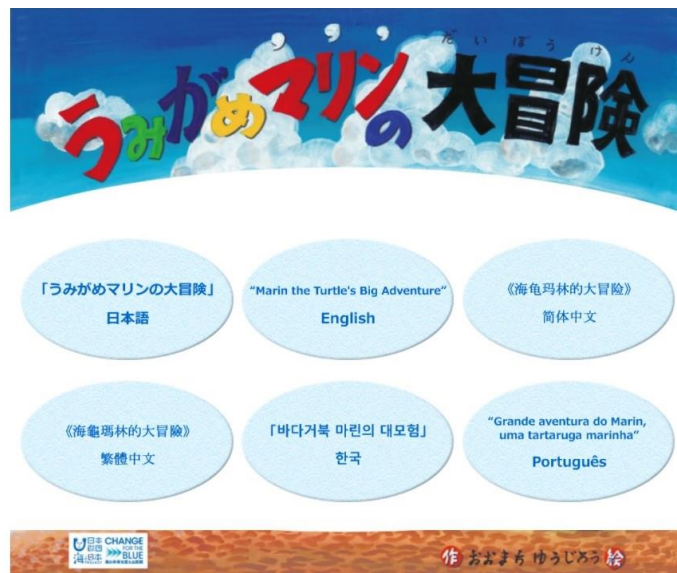 だいぼうけん
うみがめマリンの大冒険
「うみがめマリンの大冒険」
日本語
“Marin the Turtle's Big Adventure”
English
《海龟玛林的大冒险》
简体中文
《海龜瑪林的大冒險》
繁體中文
「바다거북 마린의 대모험」
한국
“Grande aventura do Marin,
uma tartaruga marinha”
Português
CHANGE
FOR THE
BLUE
作 おおまち ゆうじろう 絵